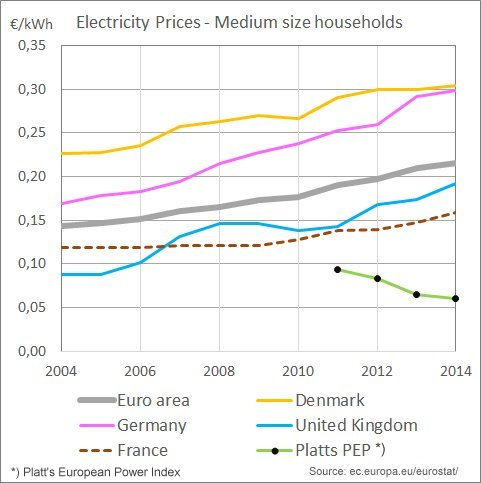 €/kWh Electricity Prices - Medium size households
0,35
0,30
0,25
0,20
0,15
0,10
0,05
0,00
2004 2006 2008 2010 2012 2014
Euro area Denmark
Germany United Kingdom
France Platts PEP *)
*) Platt's European Power Index Source: ec.europa.eu/eurostat/